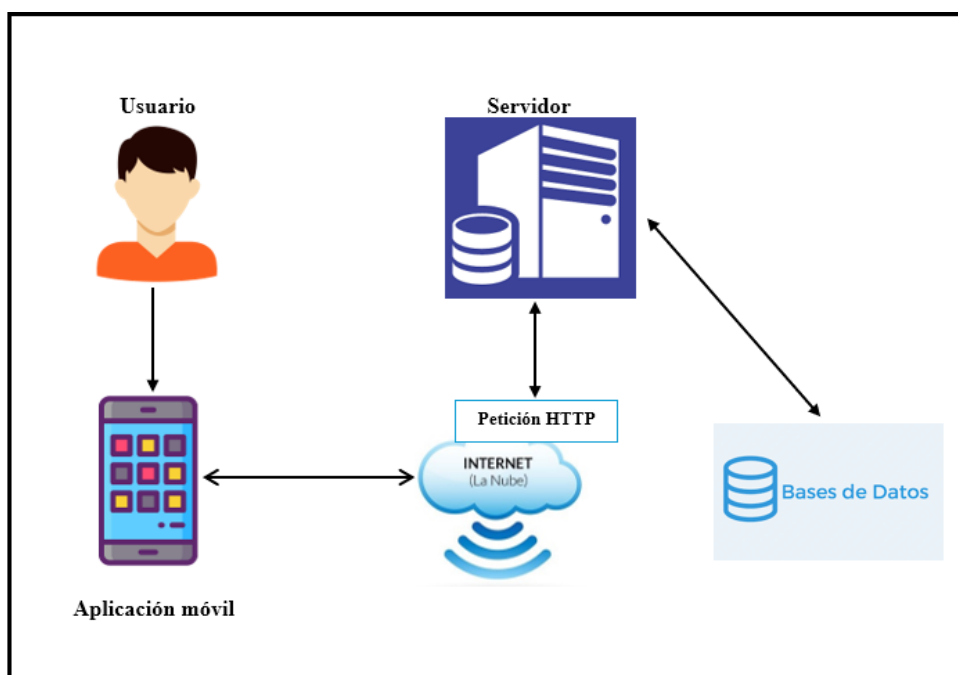 Usuario
Servidor
Petición HTTP
INTERNET
(La Nube)
Bases de Datos
Aplicación móvil